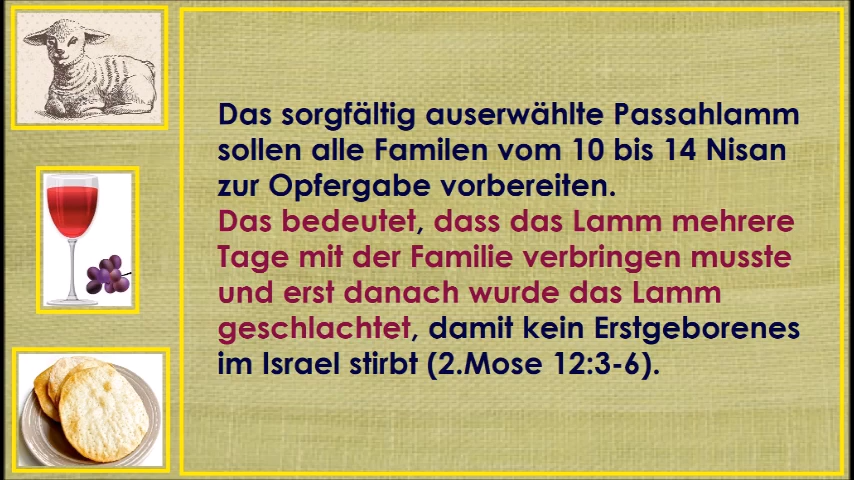 Das sorgfältig auserwählte Passahlamm
sollen alle Familen vom 10 bis 14 Nisan
zur Opfergabe vorbereiten.
Das bedeutet, dass das Lamm mehrere
Tage mit der Familie verbringen musste
und erst danach wurde das Lamm
geschlachtet, damit kein Erstgeborenes
im Israel stirbt (2.Mose 12:3-6).